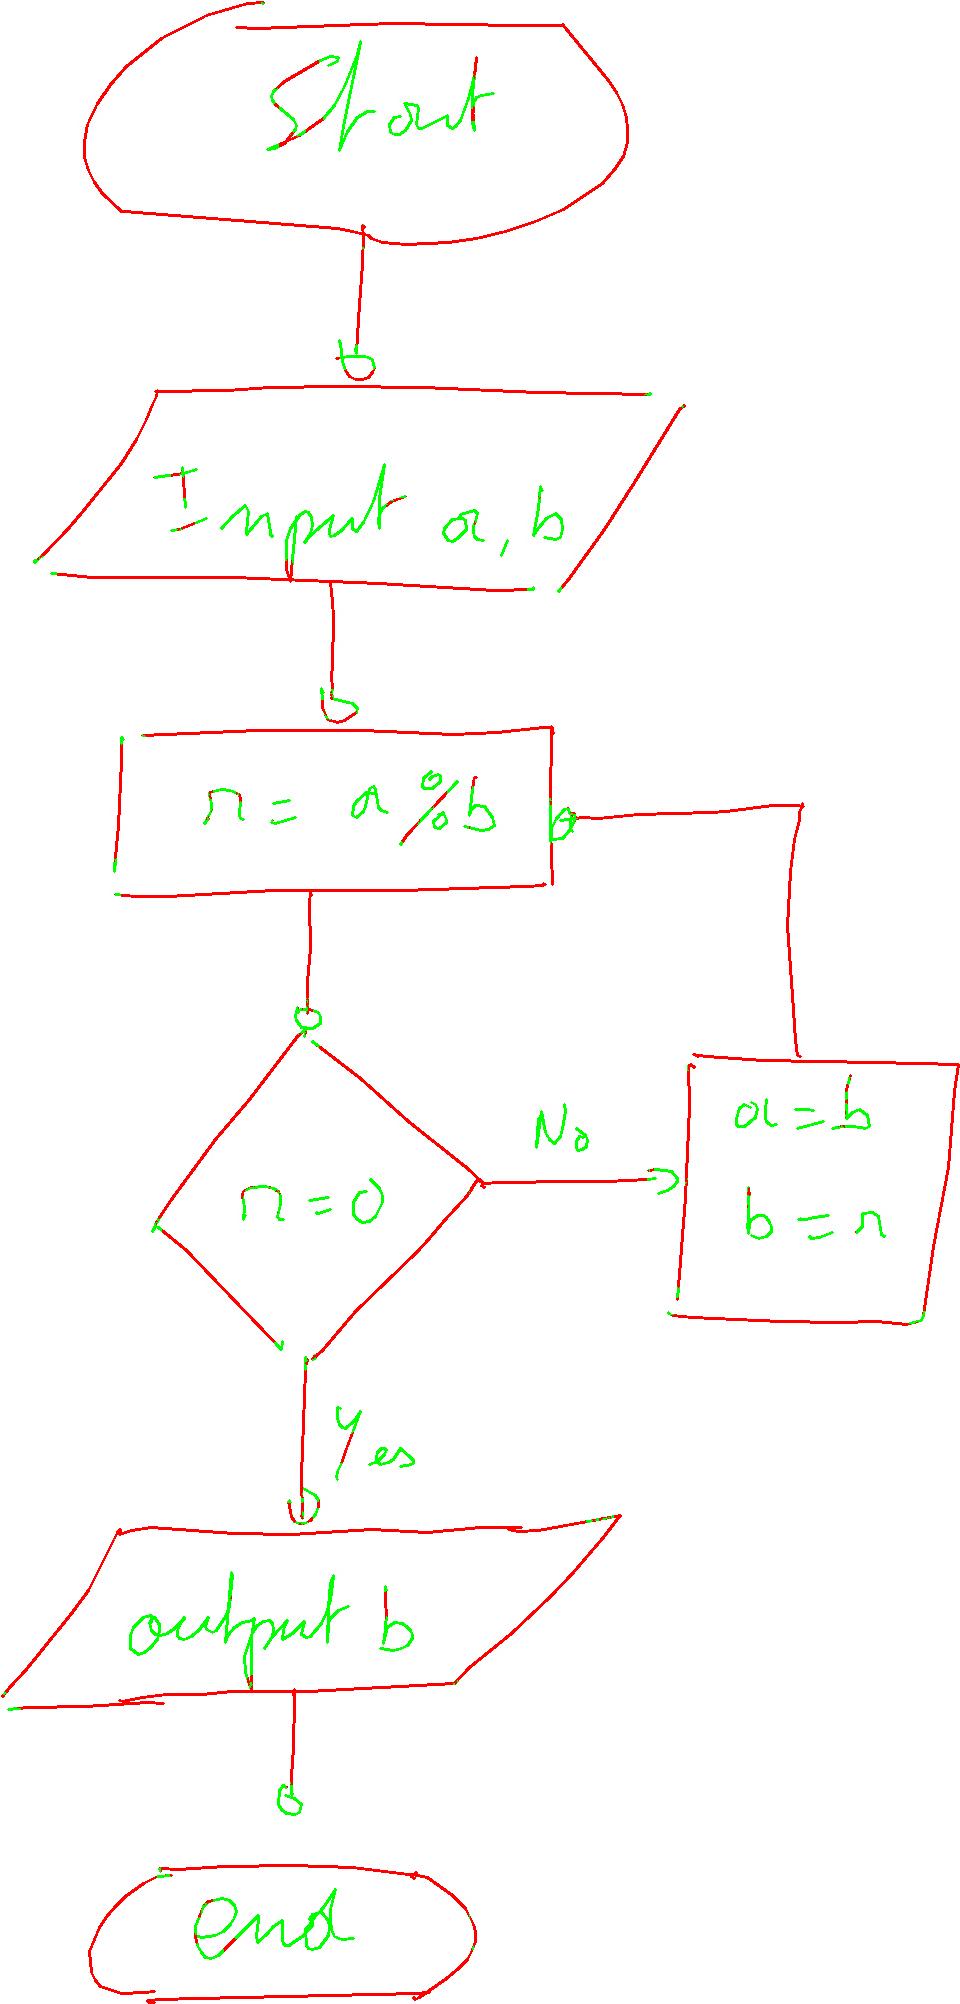 Start
Input a, b
r = a % b
r = 0
No
a = b
b = r
Yes
output b
end